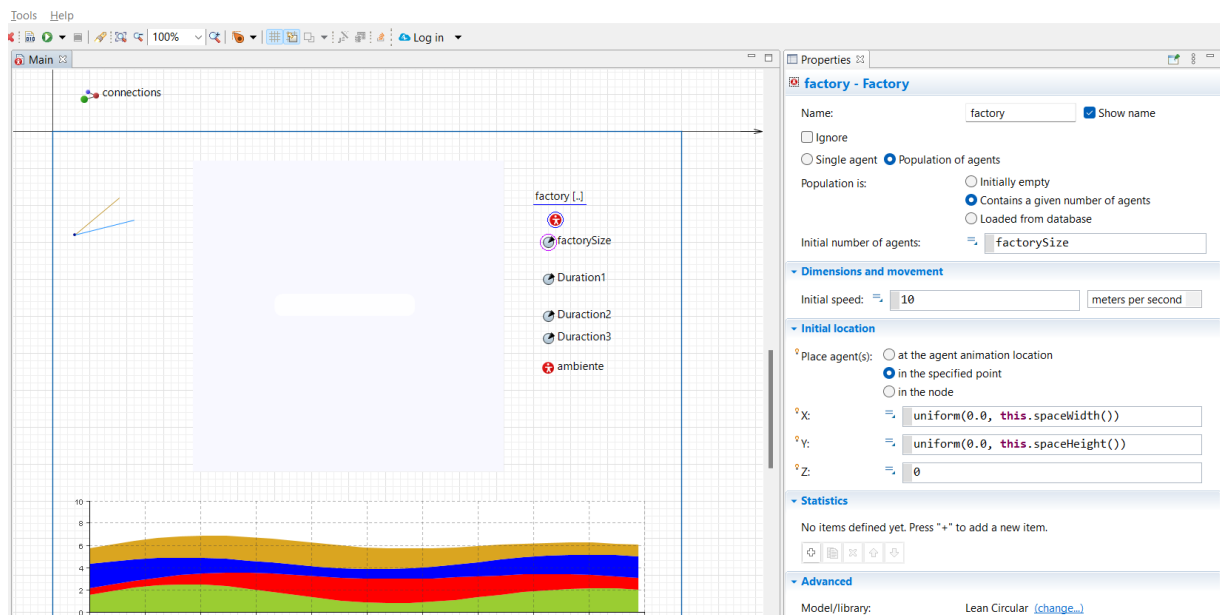 Tools Help
100% Log in
Main
connections
factory [..]
factorySize
Duration1
Duraction2
Duraction3
ambiente
10
8
6
4
2
0
Properties
factory - Factory
Name: factory Show name
Ignore
Single agent Population of agents
Population is: Initially empty
Contains a given number of agents
Loaded from database
Initial number of agents: factorySize
Dimensions and movement
Initial speed: 10 meters per second
Initial location
Place agent(s): at the agent animation location
in the specified point
in the node
X: uniform(0.0, this.spaceWidth())
Y: uniform(0.0, this.spaceHeight())
Z: 0
Statistics
No items defined yet. Press "+" to add a new item.
Advanced
Model/library: Lean Circular (change...)